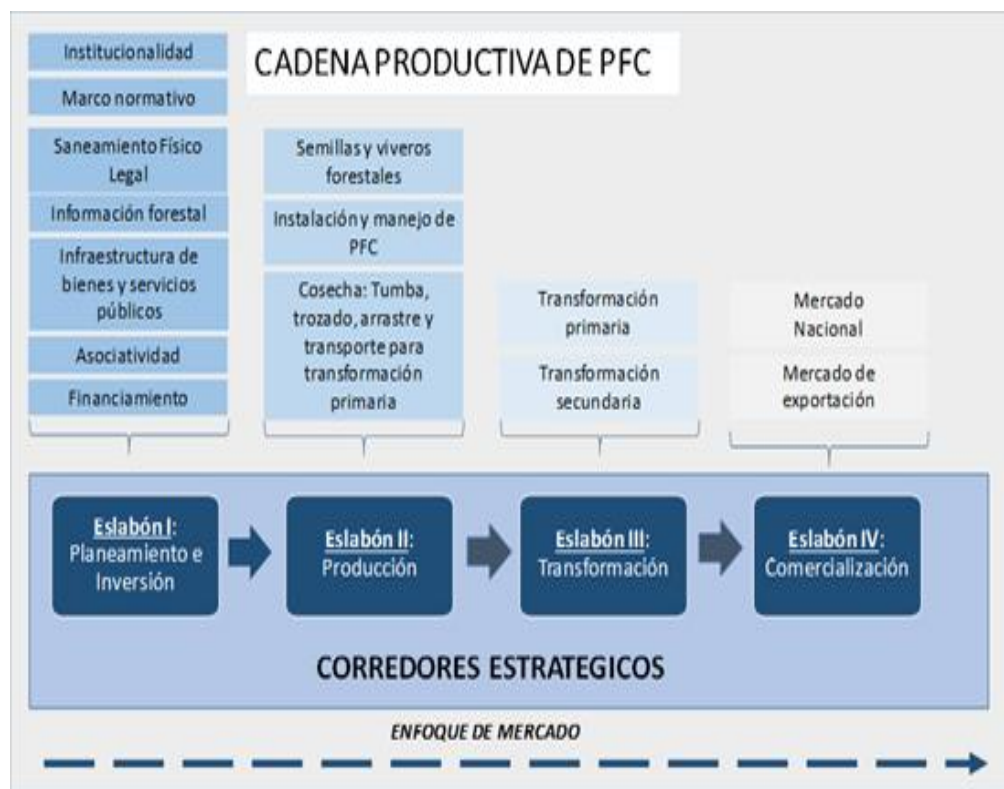 CADENA PRODUCTIVA DE PFC
Institucionalidad
Marco normativo
Saneamiento Físico
Legal
Información forestal
Infraestructura de
bienes y servicios
públicos
Asociatividad
Financiamiento
Semillas y viveros
forestales
Instalación y manejo de
PFC
Cosecha: Tumba,
trozado, arrastre y
transporte para
transformación
primaria
Transformación
primaria
Transformación
secundaria
Mercado
Nacional
Mercado de
exportación
Eslabón I:
Planeamiento e
Inversión
Eslabón II:
Producción
Eslabón III:
Transformación
Eslabón IV:
Comercialización
CORREDORES ESTRATEGICOS
ENFOQUE DE MERCADO